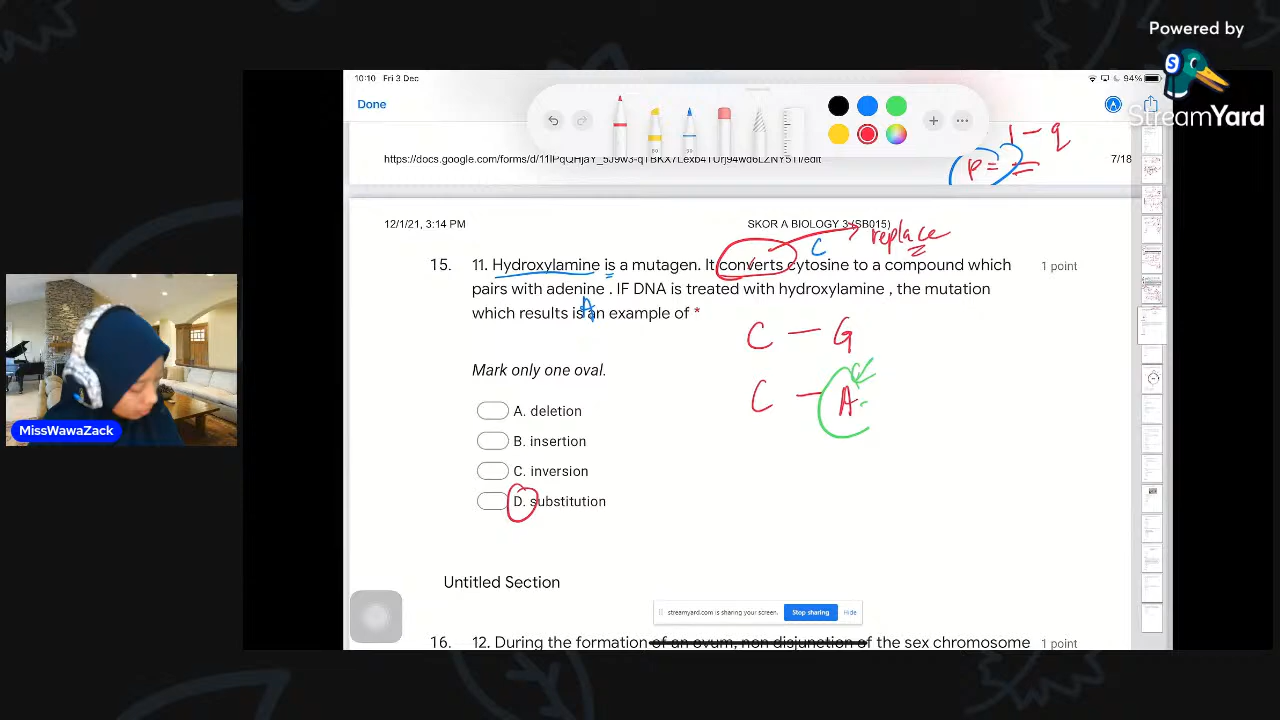 Powered by
StreamYard
10:10 Fri 3 Dec
94%
Done
1 - q
p =
7/18
12/1/21, 3:14 PM
SKOR A BIOLOGY 3 (SB015)
replace
C
15. 11. Hydroxylamine is a mutagen. It converts cytosine to a compound which 1 point
pairs with adenine. IF DNA is treated with hydroxylamine, the mutation
A
which results is an example of *
C - G
C - A
Mark only one oval.
A. deletion
B. insertion
C. inversion
D. substitution
MissWawaZack
Untitled Section
streamyard.com is sharing your screen. Stop sharing Hide
16. 12. During the formation of an ovum, non disjunction of the sex chromosome 1 point